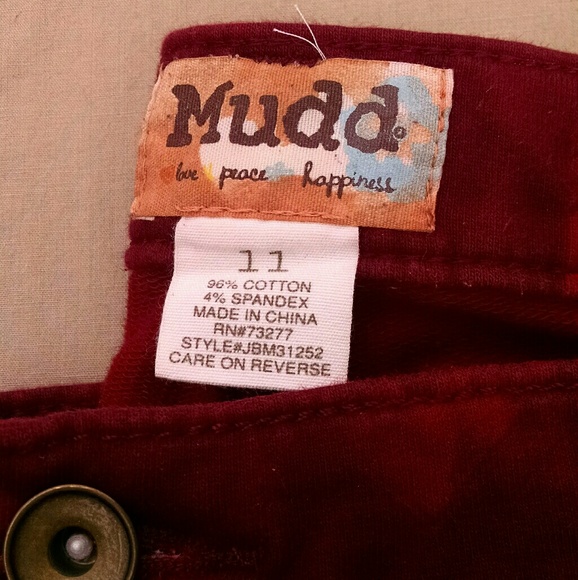 Mudd®
love peace happiness
11
96% COTTON
4% SPANDEX
MADE IN CHINA
RN#73277
STYLE#JBM31252
CARE ON REVERSE